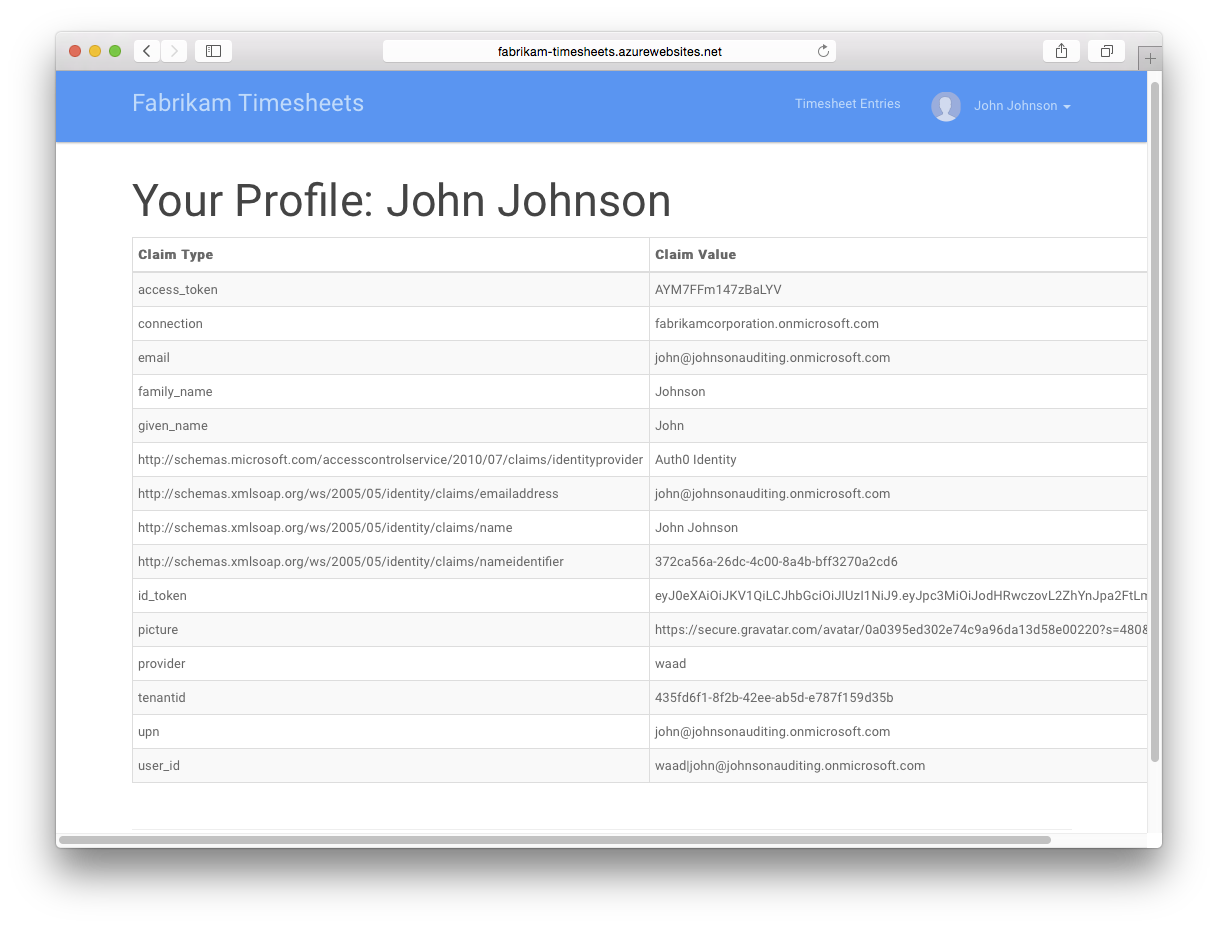 fabrikam-timesheets.azurewebsites.net
Fabrikam Timesheets Timesheet Entries John Johnson
Your Profile: John Johnson
Claim Type Claim Value
access_token AYM7FFm147zBaLYV
connection fabrikamcorporation.onmicrosoft.com
email john@johnsonauditing.onmicrosoft.com
family_name Johnson
given_name John
http://schemas.microsoft.com/accesscontrolservice/2010/07/claims/identityprovider Auth0 Identity
http://schemas.xmlsoap.org/ws/2005/05/identity/claims/emailaddress john@johnsonauditing.onmicrosoft.com
http://schemas.xmlsoap.org/ws/2005/05/identity/claims/name John Johnson
http://schemas.xmlsoap.org/ws/2005/05/identity/claims/nameidentifier 372ca56a-26dc-4c00-8a4b-bff3270a2cd6
id_token eyJ0eXAiOiJKV1QiLCJhbGciOiJIUzI1NiJ9.eyJpc3MiOiJodHRwczovL2ZhYnJpa2FtLm
picture https://secure.gravatar.com/avatar/0a0395ed302e74c9a96da13d58e00220?s=480&
provider waad
tenantid 435fd6f1-8f2b-42ee-ab5d-e787f159d35b
upn john@johnsonauditing.onmicrosoft.com
user_id waad|john@johnsonauditing.onmicrosoft.com